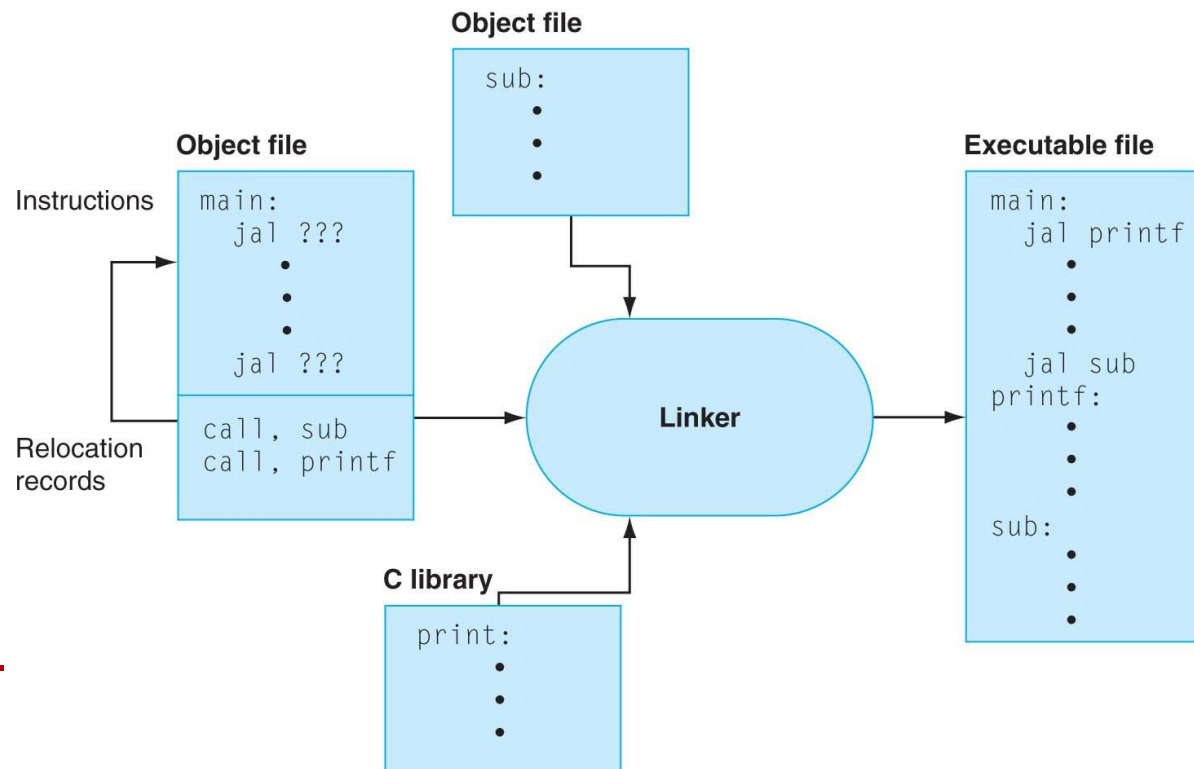 Object file
sub:
•
•
•
Object file
Instructions
main:
jal ???
•
•
•
jal ???
Relocation
records
call, sub
call, printf
Linker
C library
print:
•
•
•
Executable file
main:
jal printf
•
•
•
jal sub
printf:
•
•
•
sub:
•
•
•